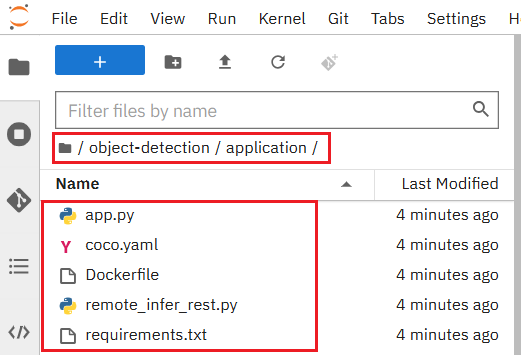 File Edit View Run Kernel Git Tabs Settings
Filter files by name
/ object-detection / application /
Name Last Modified
app.py 4 minutes ago
Y coco.yaml 4 minutes ago
Dockerfile 4 minutes ago
remote_infer_rest.py 4 minutes ago
requirements.txt 4 minutes ago